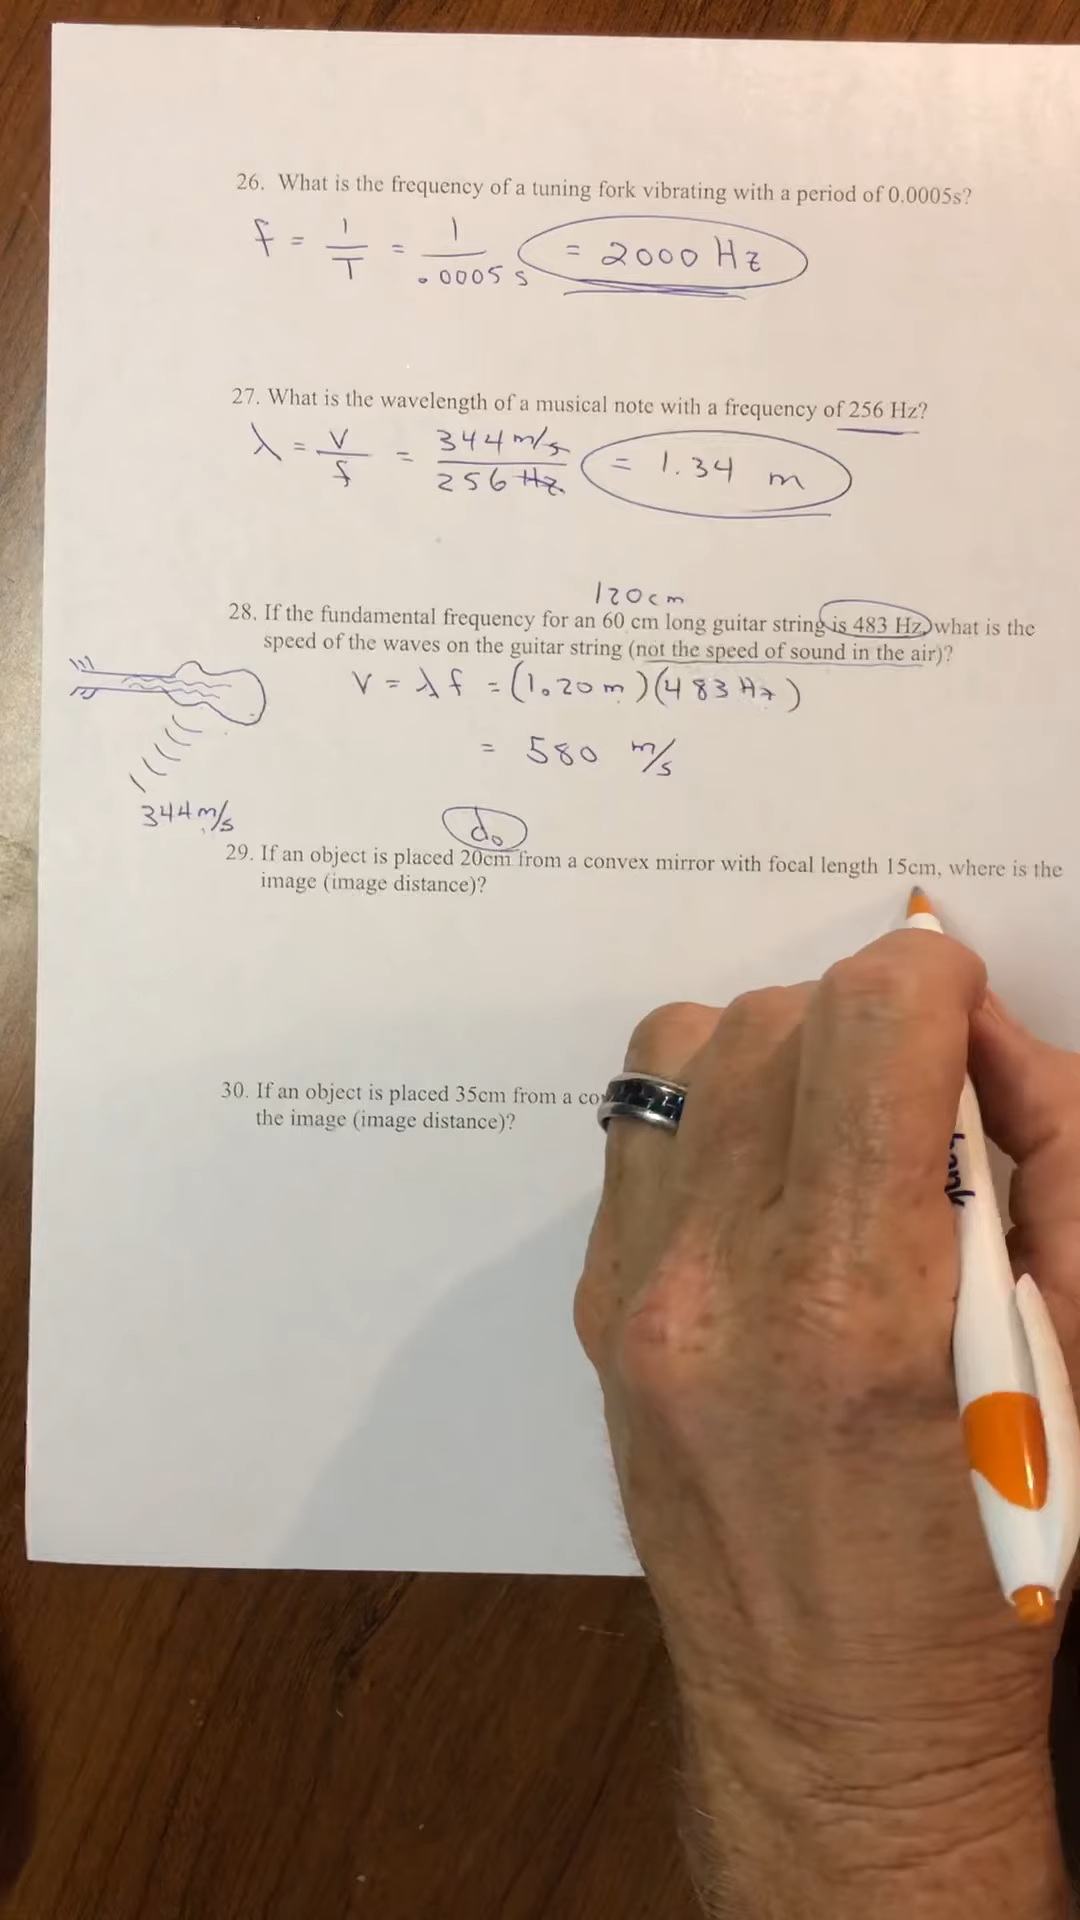 26. What is the frequency of a tuning fork vibrating with a period of 0.0005s?
f = 1/T = 1/.0005 s = 2000 Hz
27. What is the wavelength of a musical note with a frequency of 256 Hz?
λ = v/f = 344 m/s / 256 Hz = 1.34 m
120cm
28. If the fundamental frequency for an 60 cm long guitar string is 483 Hz, what is the
speed of the waves on the guitar string (not the speed of sound in the air)?
v = λ f = (1.20 m)(483 Hz)
= 580 m/s
344 m/s
do
29. If an object is placed 20cm from a convex mirror with focal length 15cm, where is the
image (image distance)?
30. If an object is placed 35cm from a
the image (image distance)?